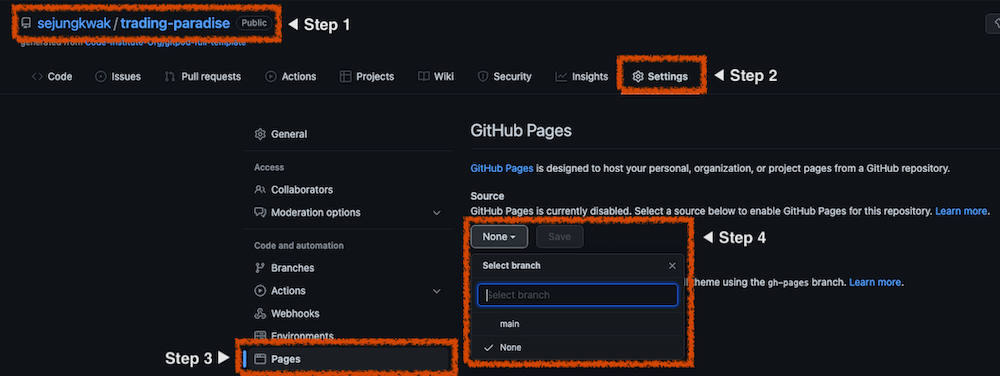 sejungkwak / trading-paradise Public ◀ Step 1
generated from Code-Institute-Org/gitpod-full-template
Code Issues Pull requests Actions Projects Wiki Security Insights Settings ◀ Step 2
General
Access
Collaborators
Moderation options
Code and automation
Branches
Actions
Webhooks
Environments
Step 3 ▶ Pages
GitHub Pages
GitHub Pages is designed to host your personal, organization, or project pages from a GitHub repository.
Source
GitHub Pages is currently disabled. Select a source below to enable GitHub Pages for this repository. Learn more.
None Save ◀ Step 4
Select branch
theme using the gh-pages branch. Learn more.
Select branch
main
None